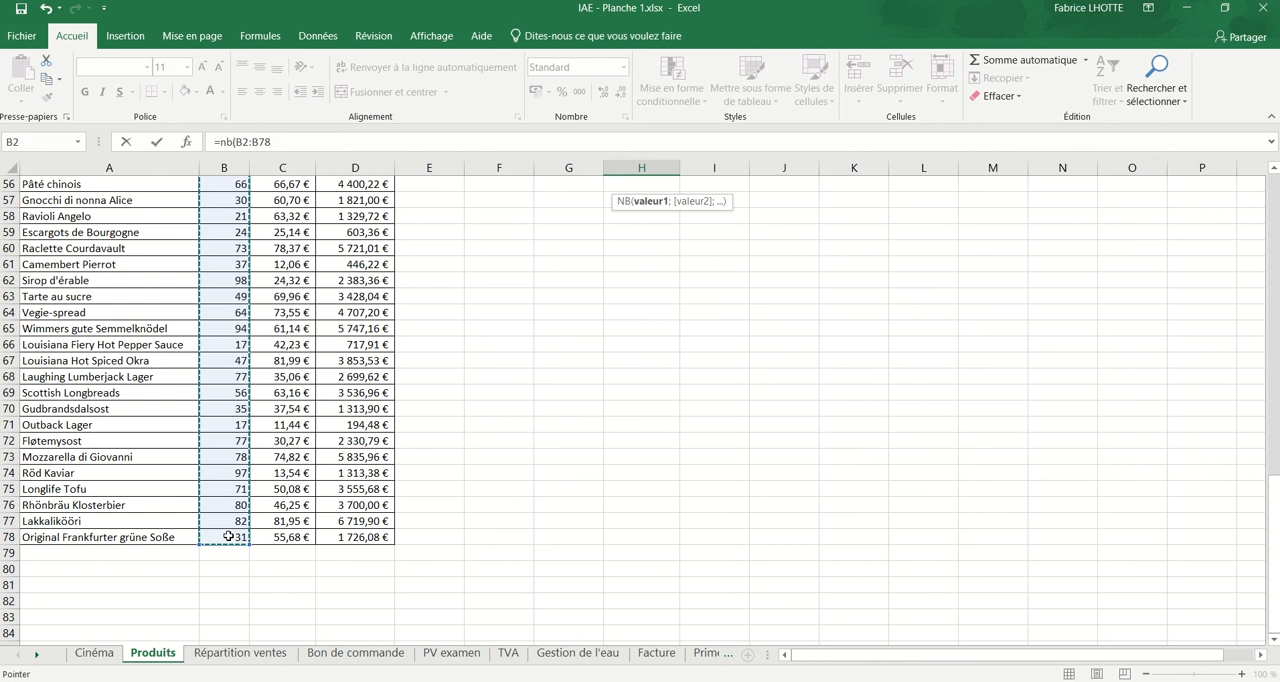 IAE - Planche 1.xlsx - Excel
Fabrice LHOTTE
Fichier Accueil Insertion Mise en page Formules Données Révision Affichage Aide Dites-nous ce que vous voulez faire Partager
Coller
11
Renvoyer à la ligne automatiquement
Fusionner et centrer
G I S
Standard
% 000
Mise en forme conditionnelle
Mettre sous forme de tableau
Styles de cellules
Insérer Supprimer Format
Σ Somme automatique
Recopier
Effacer
Trier et filtrer
Rechercher et sélectionner
Presse-papiers Police Alignement Nombre Styles Cellules Édition
B2 fx =nb(B2:B78
A B C D E F G H I J K L M N O P
NB(valeur1; [valeur2]; ...)
56 Pâté chinois 66 66,67 € 4 400,22 €
57 Gnocchi di nonna Alice 30 60,70 € 1 821,00 €
58 Ravioli Angelo 21 63,32 € 1 329,72 €
59 Escargots de Bourgogne 24 25,14 € 603,36 €
60 Raclette Courdavault 73 78,37 € 5 721,01 €
61 Camembert Pierrot 37 12,06 € 446,22 €
62 Sirop d'érable 98 24,32 € 2 383,36 €
63 Tarte au sucre 49 69,96 € 3 428,04 €
64 Vegie-spread 64 73,55 € 4 707,20 €
65 Wimmers gute Semmelknödel 94 61,14 € 5 747,16 €
66 Louisiana Fiery Hot Pepper Sauce 17 42,23 € 717,91 €
67 Louisiana Hot Spiced Okra 47 81,99 € 3 853,53 €
68 Laughing Lumberjack Lager 77 35,06 € 2 699,62 €
69 Scottish Longbreads 56 63,16 € 3 536,96 €
70 Gudbrandsdalsost 35 37,54 € 1 313,90 €
71 Outback Lager 17 11,44 € 194,48 €
72 Fløtemysost 77 30,27 € 2 330,79 €
73 Mozzarella di Giovanni 78 74,82 € 5 835,96 €
74 Röd Kaviar 97 13,54 € 1 313,38 €
75 Longlife Tofu 71 50,08 € 3 555,68 €
76 Rhönbräu Klosterbier 80 46,25 € 3 700,00 €
77 Lakkalikööri 82 81,95 € 6 719,90 €
78 Original Frankfurter grüne Soße 31 55,68 € 1 726,08 €
79
80
81
82
83
84
Cinéma Produits Répartition ventes Bon de commande PV examen TVA Gestion de l'eau Facture Prim ...
Pointer
100 %